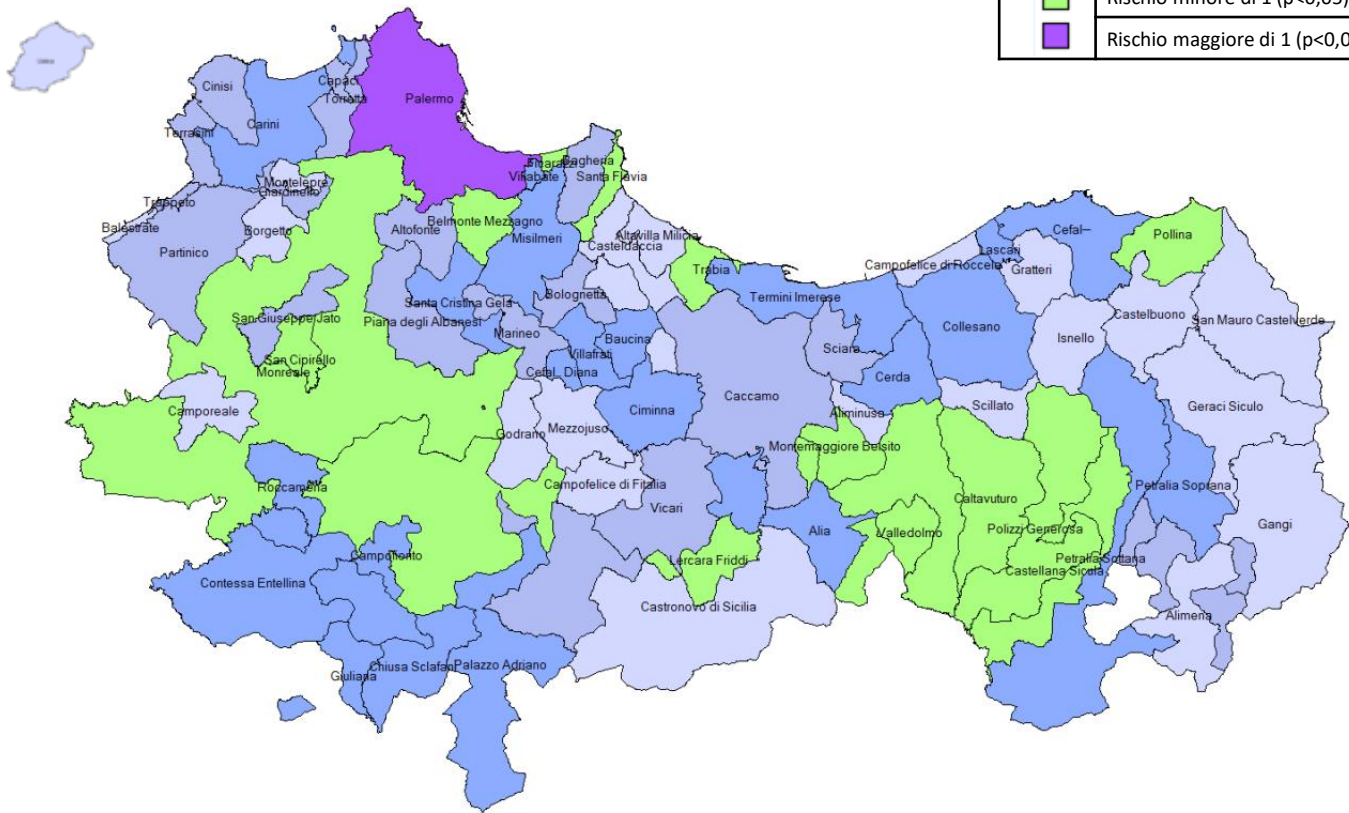 Rischio minore di 1 (p<0,05)
Rischio maggiore di 1 (p<0,0
Cinisi
Capaci
Torretta
Palermo
Terrasini
Carini
Ficarazzi
Bagheria
Villabate
Santa Flavia
Montelepre
Giardinello
Trappeto
Balestrate
Borgetto
Partinico
Altofonte
Belmonte Mezzagno
Misilmeri
Altavilla Milicia
Casteldaccia
Cefal–
Pollina
Lascari
Campofelice di Roccele
Gratteri
Trabia
Termini Imerese
Bolognetta
Santa Cristina Gela
San Giuseppe Jato
Piana degli Albanesi
Marineo
Baucina
Villafrati
Cefal_ Diana
Castelbuono
San Mauro Castelverde
Collesano
Isnello
Sciara
Cerda
San Cipirello
Monreale
Camporeale
Ciminna
Caccamo
Aliminusa
Scillato
Geraci Siculo
Godrano
Mezzojuso
Montemaggiore Belsito
Campofelice di Fitalia
Vicari
Roccamena
Caltavuturo
Petralia Soprana
Gangi
Alia
Valledolmo
Polizzi Generosa
Campofiorito
Lercara Friddi
Petralia Sottana
Castellana Sicula
Contessa Entellina
Castronovo di Sicilia
Alimena
Giuliana
Chiusa Sclafan
Palazzo Adriano